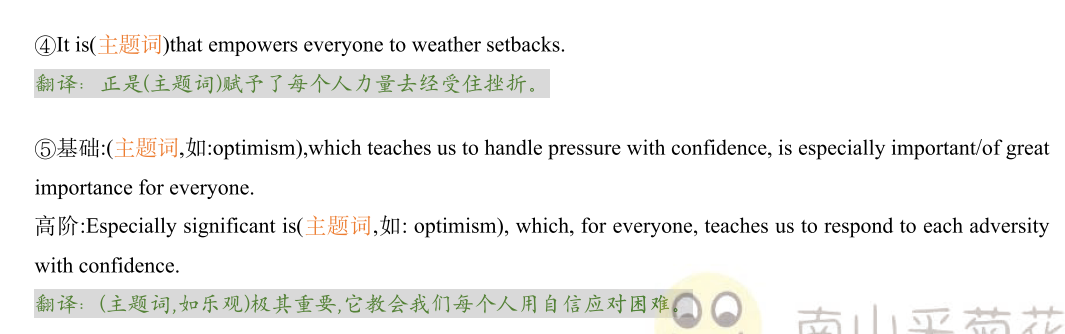 ④It is(主题词)that empowers everyone to weather setbacks.
翻译：正是(主题词)赋予了每个人力量去经受住挫折。
⑤基础:(主题词,如:optimism),which teaches us to handle pressure with confidence, is especially important/of great
importance for everyone.
高阶:Especially significant is(主题词,如: optimism), which, for everyone, teaches us to respond to each adversity
with confidence.
翻译：(主题词,如乐观)极其重要,它教会我们每个人用自信应对困难。
南山采菊花